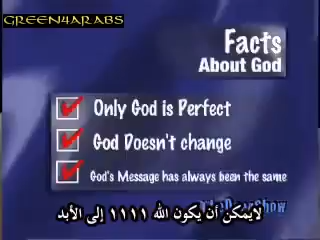 GREEN4ARABS
Facts
About God
Only God is Perfect
God Doesn't change
God's Message has always been the same
Show
لايمكن أن يكون الله ١١١١ إلى الأبد